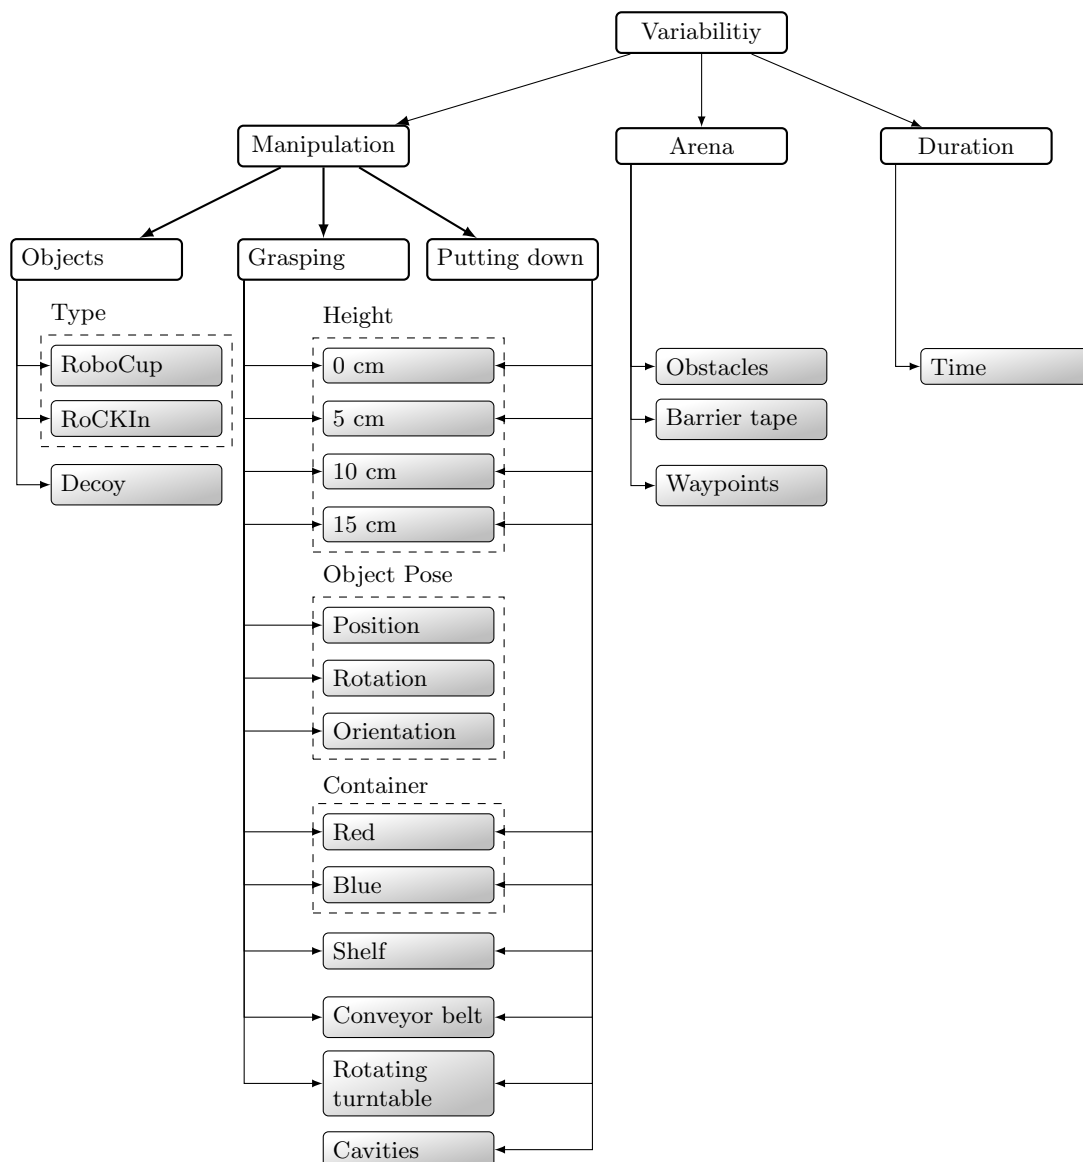 Variabilitiy
Manipulation
Arena
Duration
Objects
Grasping
Putting down
Type
RoboCup
RoCKIn
Decoy
Height
0 cm
5 cm
10 cm
15 cm
Object Pose
Position
Rotation
Orientation
Container
Red
Blue
Shelf
Conveyor belt
Rotating
turntable
Cavities
Obstacles
Barrier tape
Waypoints
Time